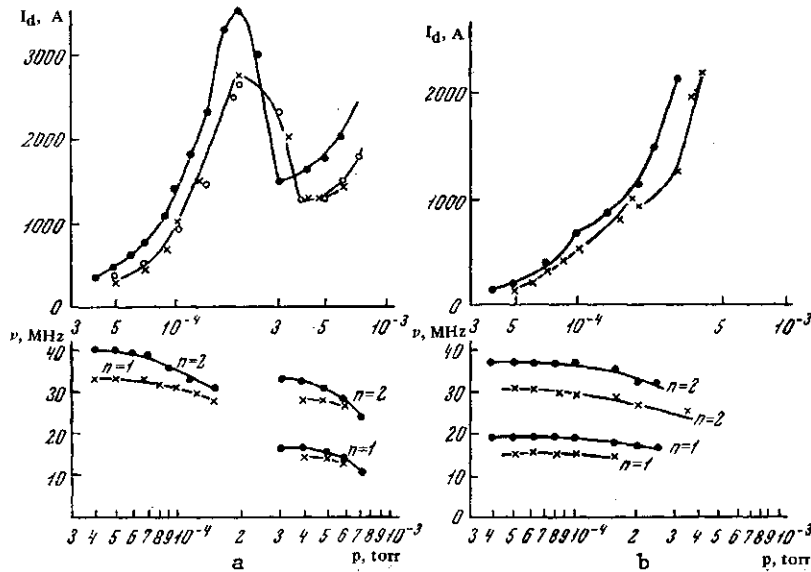 I_d, A
3000
2000
1000
0
3 5 10⁻⁴ 2 3 5 10⁻³
ν, MHz
40
30
20
10
n=1
n=2
n=2
n=1
3 4 5 6 7 8 9 10⁻⁴ 2 3 4 5 6 7 8 9 10⁻³
p, torr
a
I_d, A
2000
1000
0
3 5 10⁻⁴ 3 5 10⁻³
ν, MHz
40
30
20
10
0
n=2
n=2
n=1
n=1
3 4 5 6 7 8 9 10⁻⁴ 2 3 4 5 6 7 8 9 10⁻³
p, torr
b